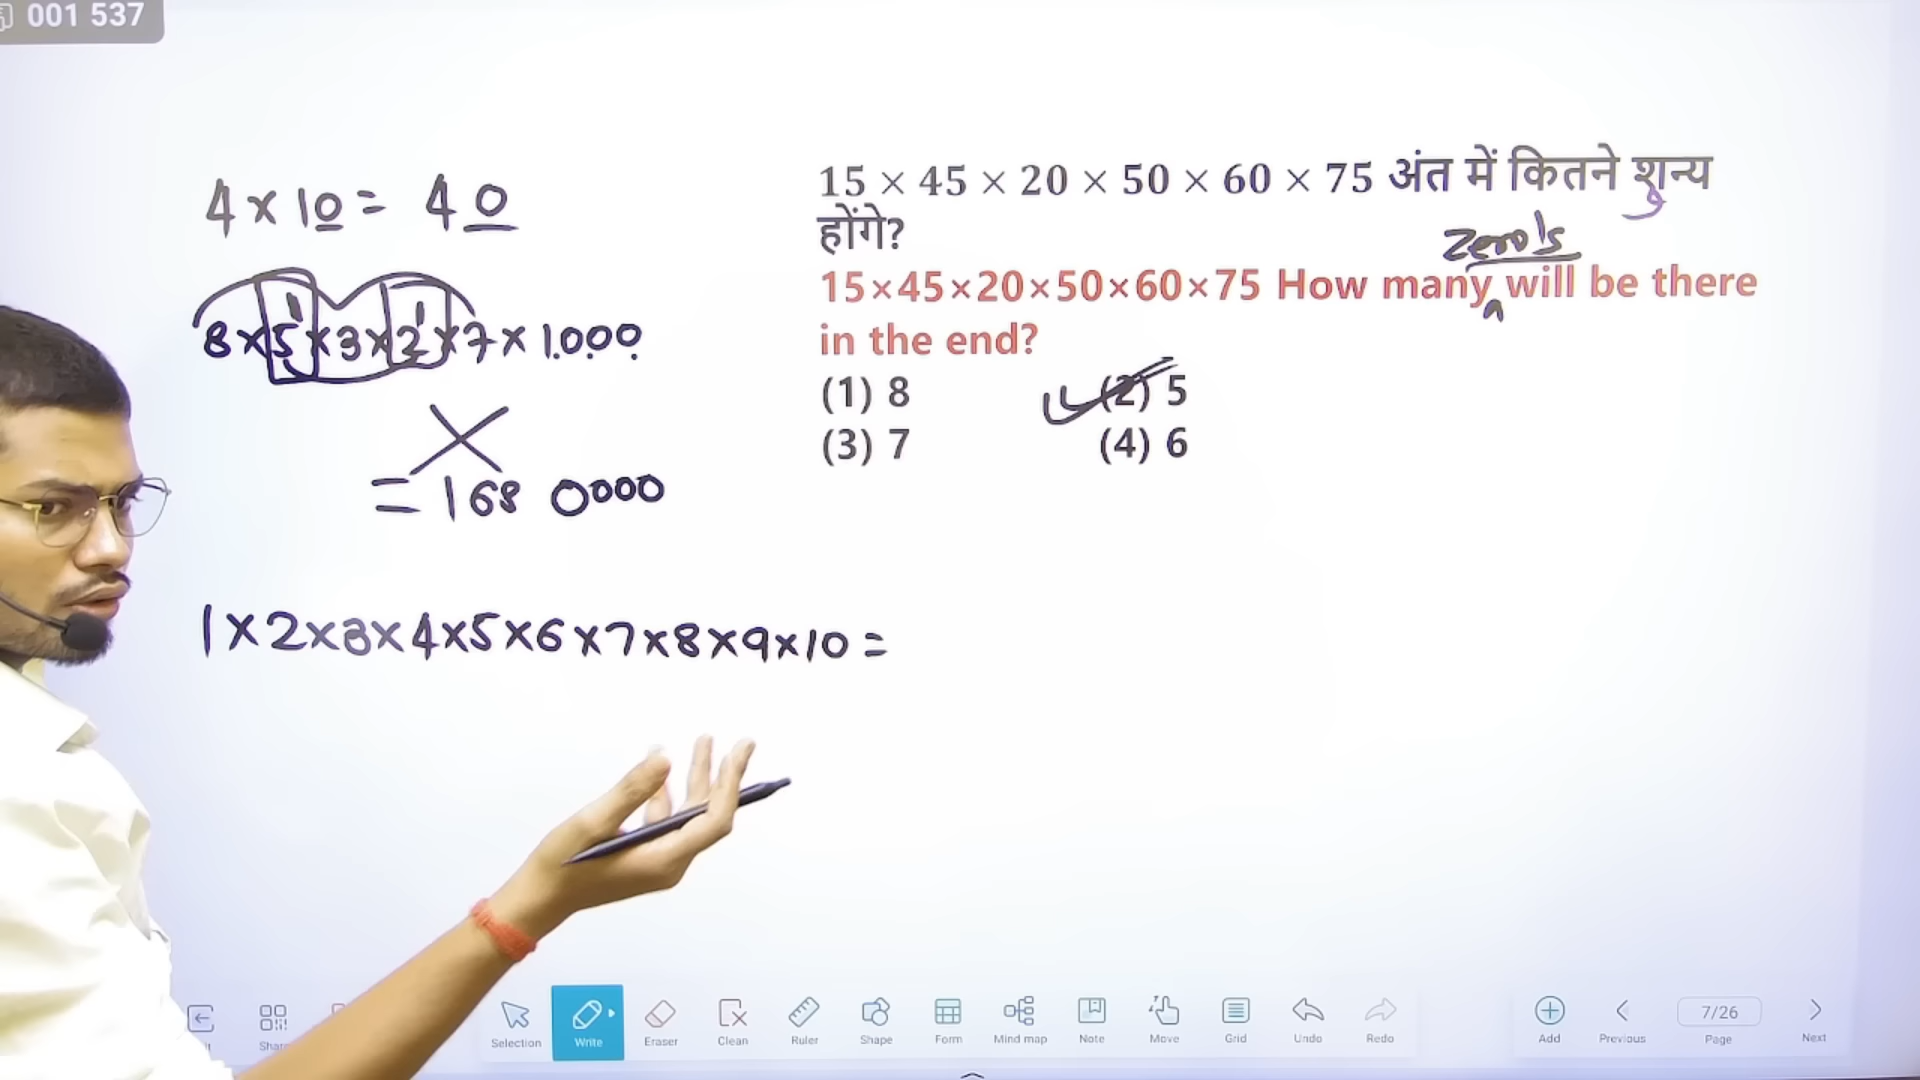 001 537
4 × 10 = 40
8×5×3×2×7×1000
1 1
= 168 0000
1×2×3×4×5×6×7×8×9×10 =
15 × 45 × 20 × 50 × 60 × 75 अंत में कितने शून्य
होंगे?
zero's
15×45×20×50×60×75 How many will be there
in the end?
(1) 8 (2) 5
(3) 7 (4) 6
Selection Write Eraser Clean Ruler Shape Form Mind map Note Move Grid Undo Redo Add Previous 7/26 Page Next